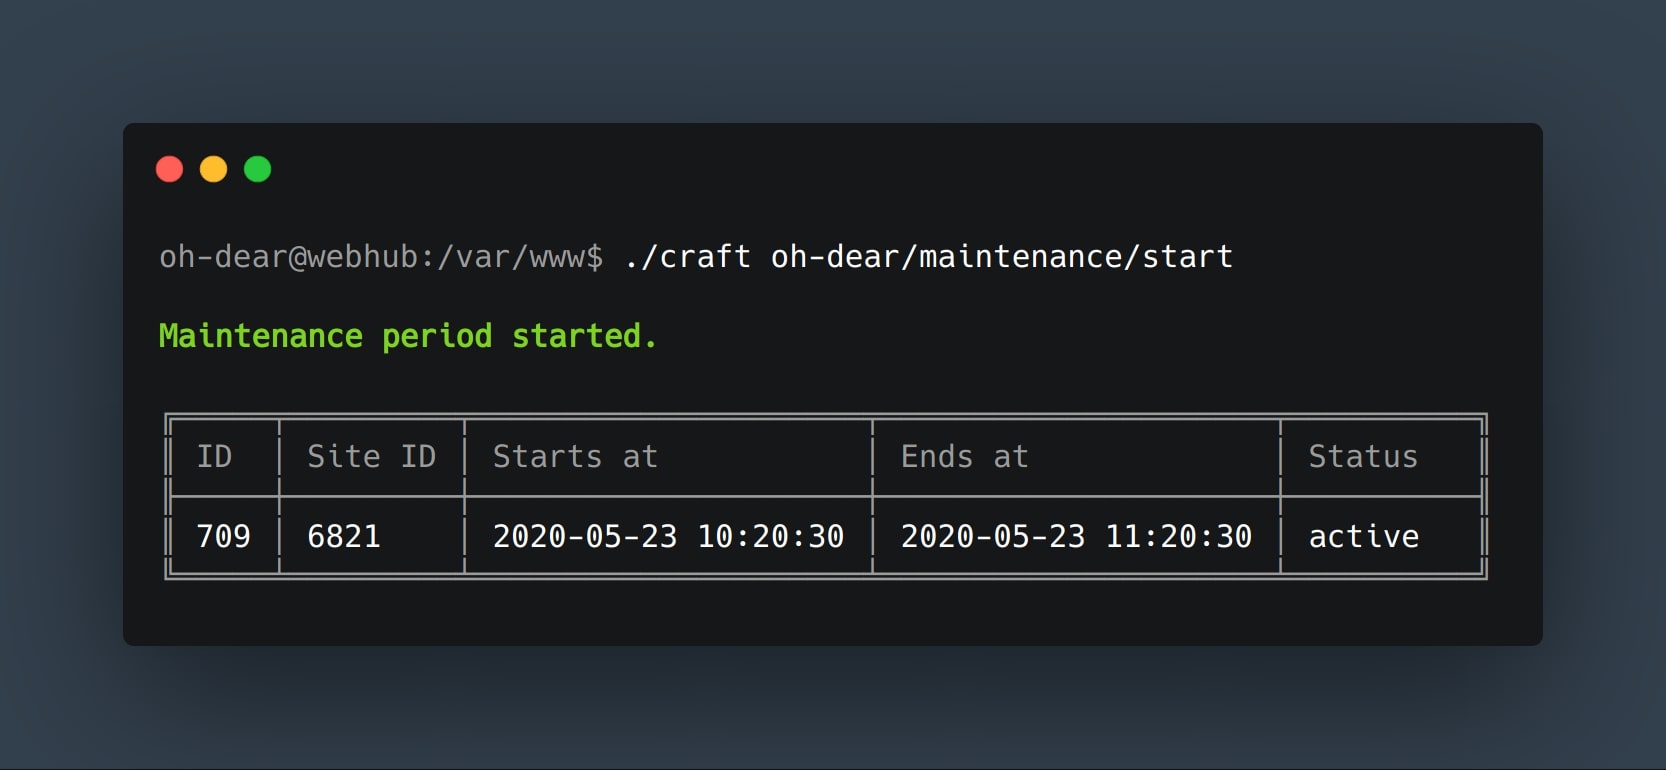 oh-dear@webhub:/var/www$ ./craft oh-dear/maintenance/start
Maintenance period started.
ID Site ID Starts at Ends at Status
709 6821 2020-05-23 10:20:30 2020-05-23 11:20:30 active